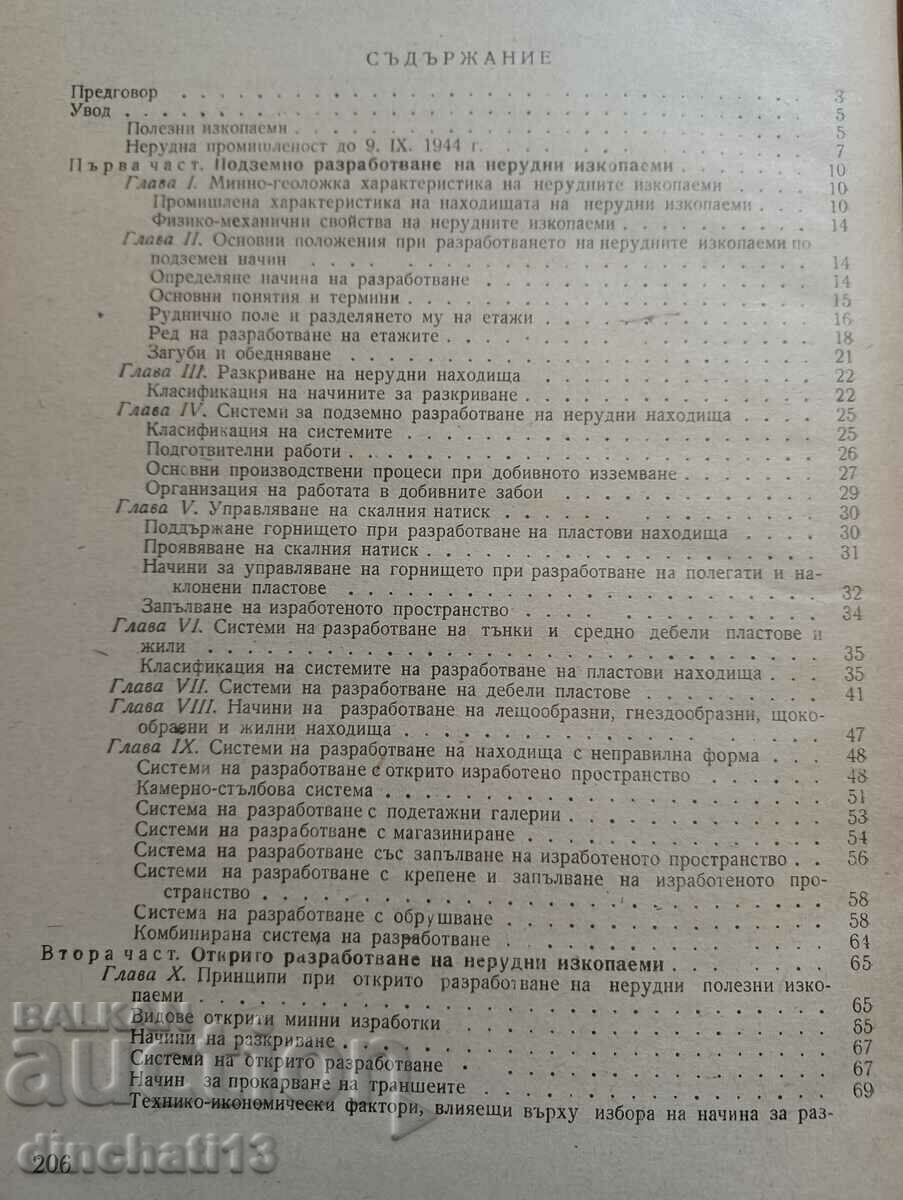 СЪДЪРЖАНИЕ
Предговор . . . . . . . . . . 3
Увод . . . . . . . . . . 5
Полезни изкопаеми . . . . . . . . . . 5
Нерудна промишленост до 9. IX. 1944 г. . . . . . . . . . 7
Първа част. Подземно разработване на нерудни изкопаеми . . . . . 10
Глава I. Минно-геоложка характеристика на нерудните изкопаеми . . . . 10
Промишлена характеристика на находищата на нерудни изкопаеми . . . 10
Физико-механични свойства на нерудните изкопаеми . . . . . . 14
Глава II. Основни положения при разработването на нерудните изкопаеми по
подземен начин . . . . . . . . . . 14
Определяне начина на разработване . . . . . . . . . . 14
Основни понятия и термини . . . . . . . . . . 15
Руднично поле и разделянето му на етажи . . . . . . . . . . 16
Ред на разработване на етажите . . . . . . . . . . 18
Загуби и обедняване . . . . . . . . . . 21
Глава III. Разкриване на нерудни находища . . . . . . . . . . 22
Класификация на начините за разкриване . . . . . . . . . . 22
Глава IV. Системи за подземно разработване на нерудни находища . . . . 25
Класификация на системите . . . . . . . . . . 25
Подготвителни работи . . . . . . . . . . 26
Основни производствени процеси при добивното изземване . . . . . . 27
Организация на работата в добивните забои . . . . . . . . . . 29
Глава V. Управляване на скалния натиск . . . . . . . . . . 30
Поддържане горнището при разработване на пластови находища . . . . 30
Проявяване на скалния натиск . . . . . . . . . . 31
Начини за управляване на горнището при разработване на полегати и на-
клонени пластове . . . . . . . . . . 32
Запълване на изработеното пространство . . . . . . . . . . 34
Глава VI. Системи на разработване на тънки и средно дебели пластове и
жили . . . . . . . . . . 35
Класификация на системите на разработване на пластови находища . . . 35
Глава VII. Системи на разработване на дебели пластове . . . . . . 41
Глава VIII. Начини на разработване на лещообразни, гнездообразни, щоко-
образни и жилни находища . . . . . . . . . . 47
Глава IX. Системи на разработване на находища с неправилна форма . . . 48
Системи на разработване с открито изработено пространство . . . . . 48
Камерно-стълбова система . . . . . . . . . . 51
Система на разработване с подетажни галерии . . . . . . . . . . 53
Системи на разработване с магазиниране . . . . . . . . . . 54
Система на разработване със запълване на изработеното пространство . . 56
Системи на разработване с крепене и запълване на изработеното про-
странство . . . . . . . . . . 58
Система на разработване с обрушване . . . . . . . . . . 58
Комбинирана система на разработване . . . . . . . . . . 64
Втора част. Открито разработване на нерудни изкопаеми . . . . . . 65
Глава X. Принципи при открито разработване на нерудни полезни изко-
паеми . . . . . . . . . . 65
Видове открити минни изработки . . . . . . . . . . 65
Начини на разкриване . . . . . . . . . . 67
Системи на открито разработване . . . . . . . . . . 67
Начин за прокарване на траншеите . . . . . . . . . . 69
Технико-икономически фактори, влияещи върху избора на начина за раз-
206
БАЛКАН
auction
dinchati13